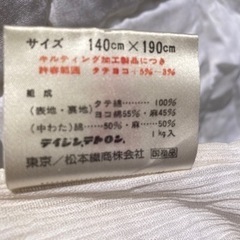 サイズ 140cm×190cm
キルティング加工製品につき
許容範囲 タテヨコ:5%-3%
組成
タテ綿 100%
(表地・裏地) ヨコ綿55%・麻45%
(中わた)綿-50%・麻-50%
1kg入
テイジンテトロン
東京/松本織商株式会社